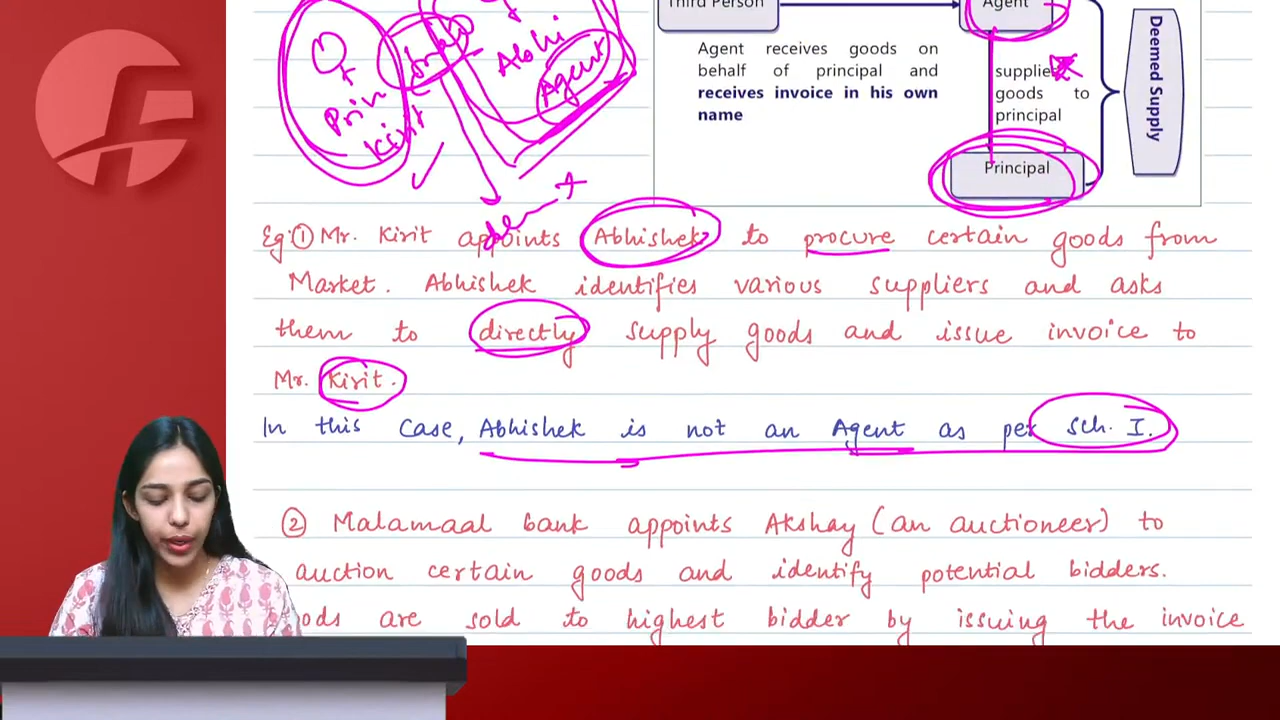 Third Person
Agent
Agent receives goods on
behalf of principal and
receives invoice in his own
name
supplies
goods to
principal
Principal
Deemed Supply
Abhi
Agent
Prin
Kirit
Eg: ① Mr. Kirit appoints Abhishek to procure certain goods from
Market. Abhishek identifies various suppliers and asks
them to directly supply goods and issue invoice to
Mr. Kirit.
In this case, Abhishek is not an Agent as per Sch. I.
② Malamaal bank appoints Akshay (an auctioneer) to
auction certain goods and identify potential bidders.
ods are sold to highest bidder by issuing the invoice